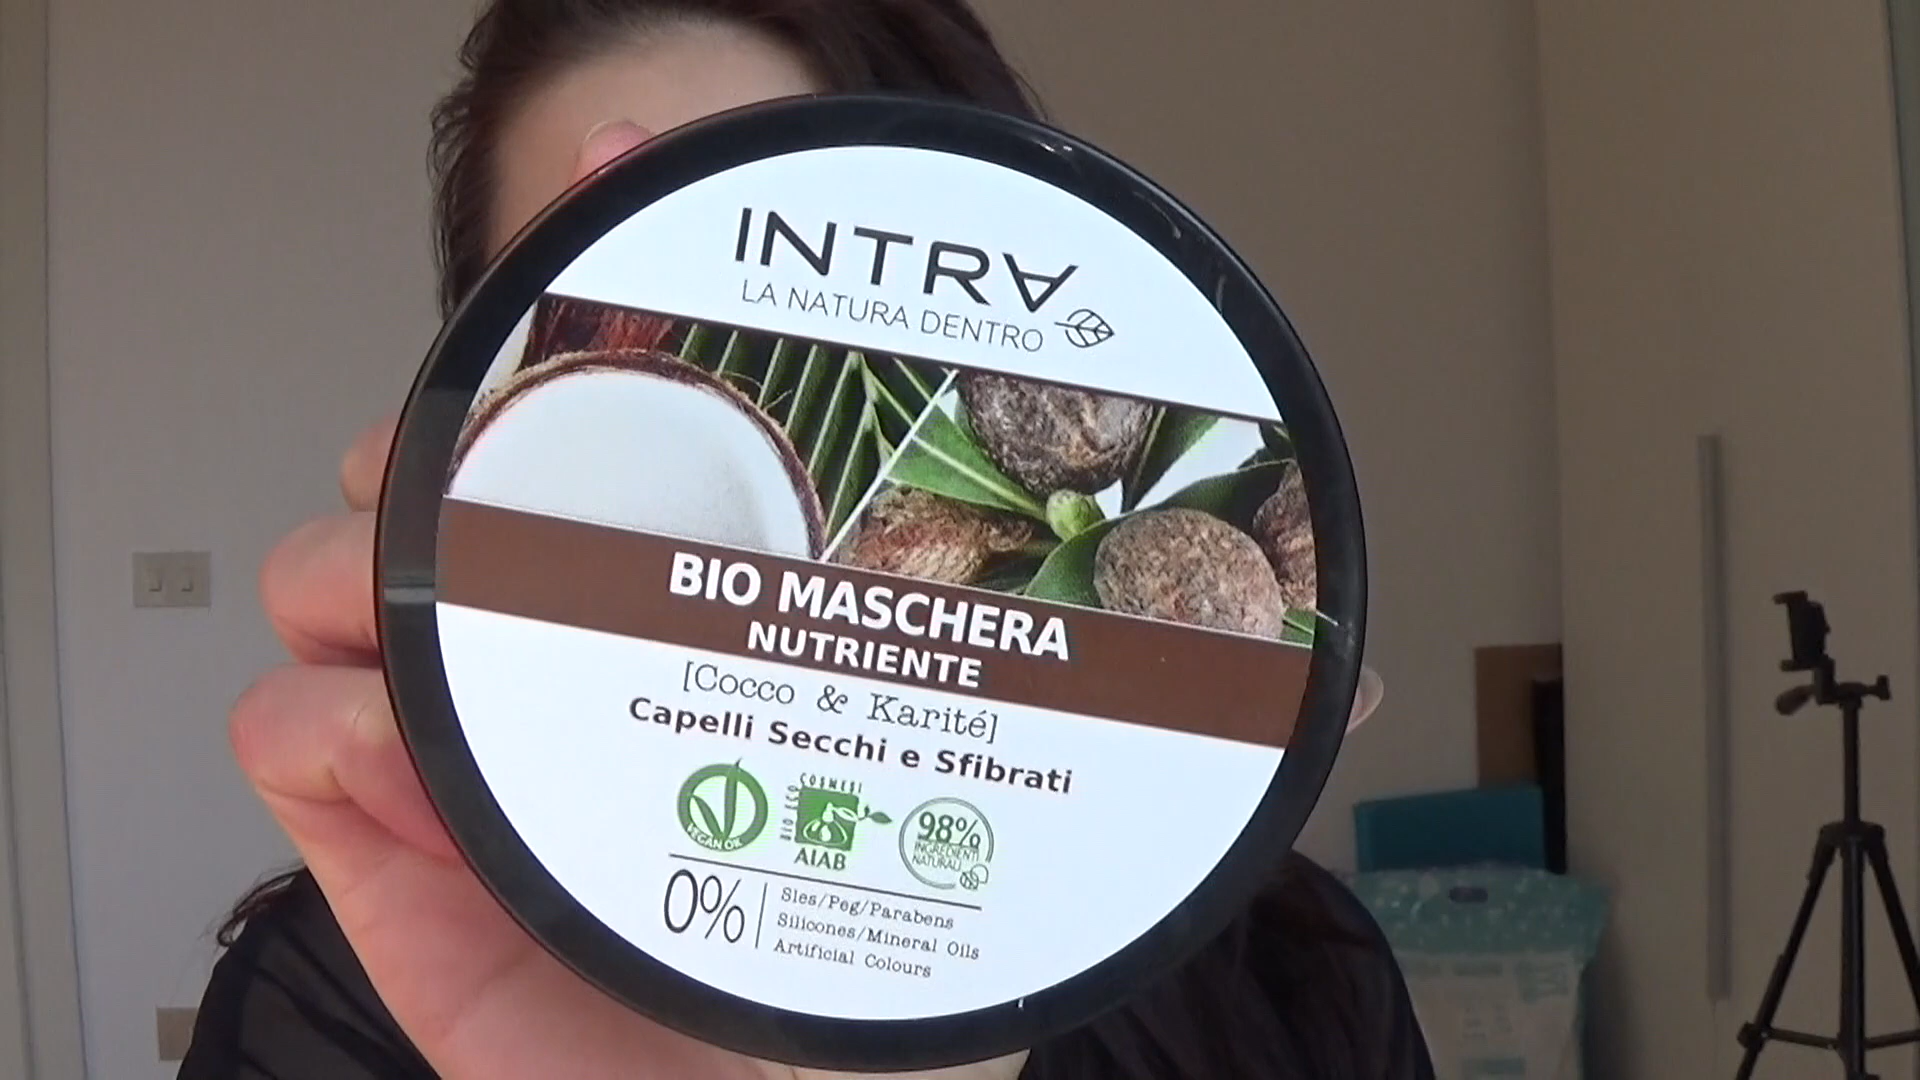 INTRA
LA NATURA DENTRO
BIO MASCHERA
NUTRIENTE
[Cocco & Karité]
Capelli Secchi e Sfibrati
VEGAN OK
COSMESI
BIO ECO
AIAB
98%
INGREDIENTI
NATURALI
0%
Sles/Peg/Parabens
Silicones/Mineral Oils
Artificial Colours